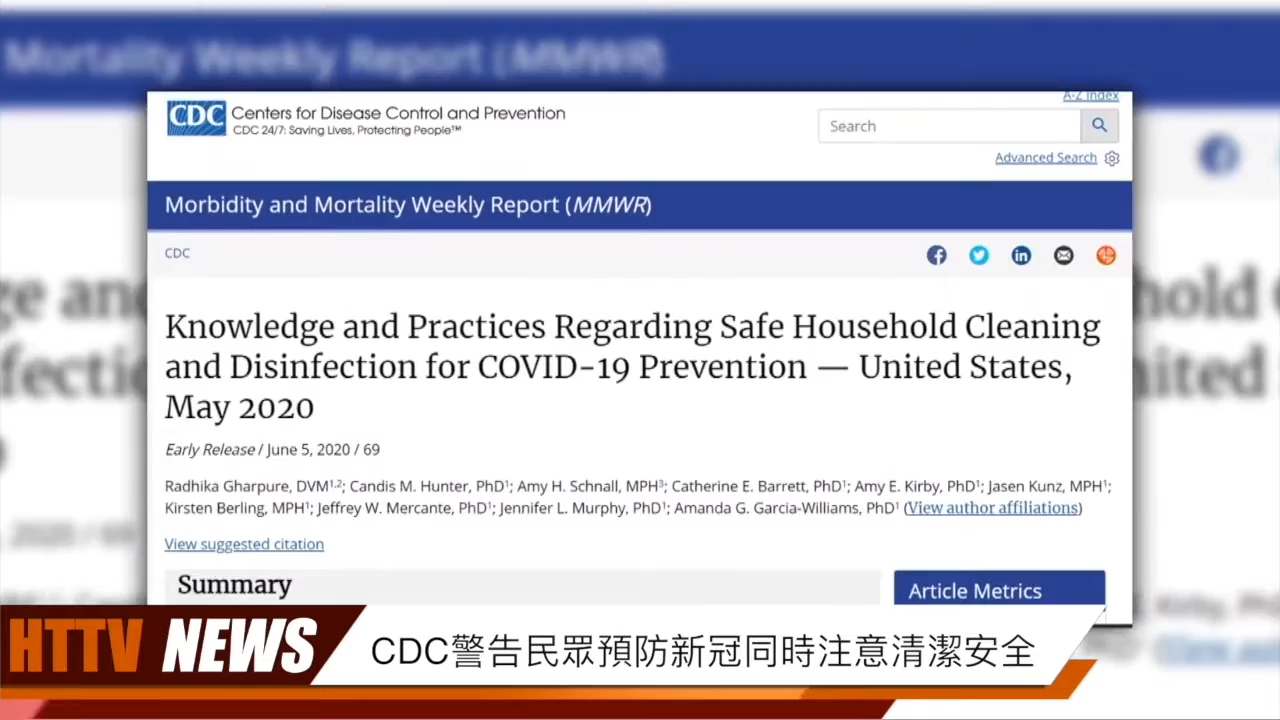 Mortality Weekly Report (MMWR)
CDC Centers for Disease Control and Prevention
CDC 24/7: Saving Lives, Protecting People™
A-Z Index
Search
Advanced Search
Morbidity and Mortality Weekly Report (MMWR)
CDC
Knowledge and Practices Regarding Safe Household Cleaning
and Disinfection for COVID-19 Prevention — United States,
May 2020
Early Release / June 5, 2020 / 69
Radhika Gharpure, DVM1,2; Candis M. Hunter, PhD1; Amy H. Schnall, MPH3; Catherine E. Barrett, PhD1; Amy E. Kirby, PhD1; Jasen Kunz, MPH1;
Kirsten Berling, MPH1; Jeffrey W. Mercante, PhD1; Jennifer L. Murphy, PhD1; Amanda G. Garcia-Williams, PhD1 (View author affiliations)
View suggested citation
Summary
Article Metrics
HTTV NEWS
CDC警告民眾預防新冠同時注意清潔安全